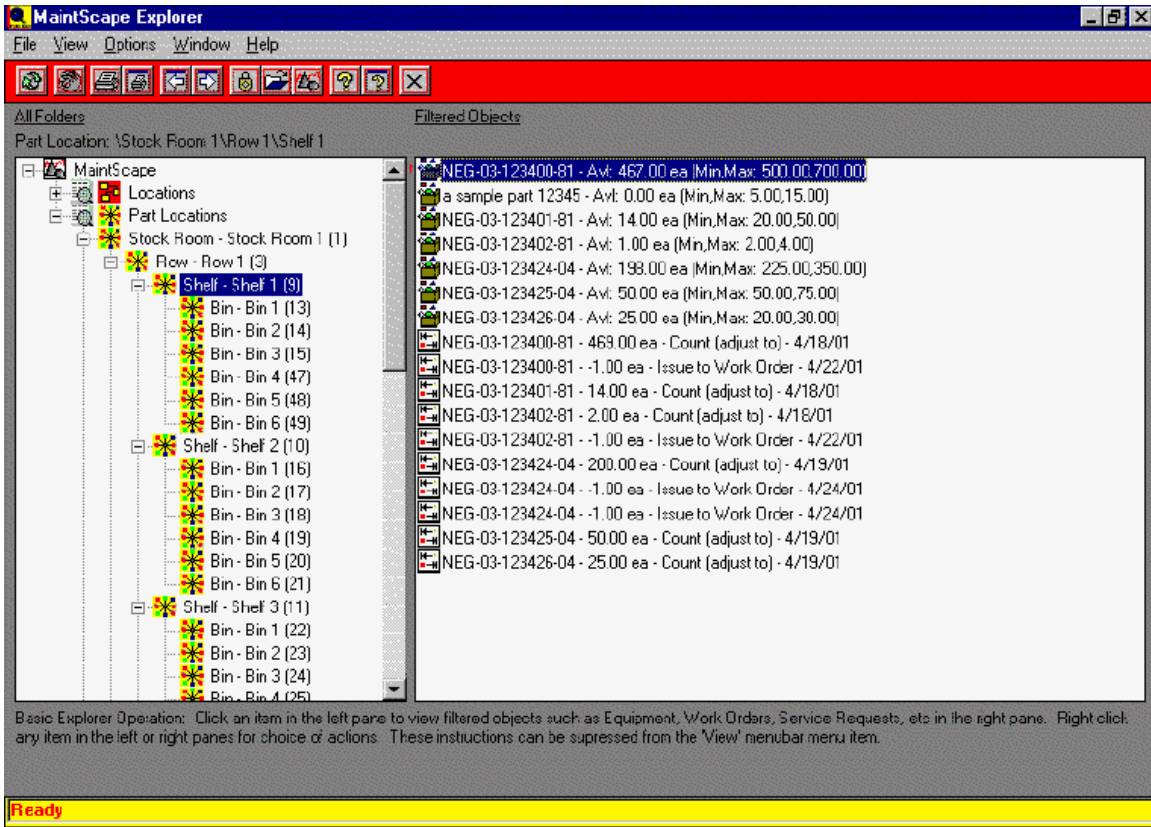 MaintScape Explorer
File View Options Window Help
All Folders
Filtered Objects
Part Location: \Stock Room 1\Row 1\Shelf 1
MaintScape
Locations
Part Locations
Stock Room - Stock Room 1 (1)
Row - Row 1 (3)
Shelf - Shelf 1 (9)
Bin - Bin 1 (13)
Bin - Bin 2 (14)
Bin - Bin 3 (15)
Bin - Bin 4 (47)
Bin - Bin 5 (48)
Bin - Bin 6 (49)
Shelf - Shelf 2 (10)
Bin - Bin 1 (16)
Bin - Bin 2 (17)
Bin - Bin 3 (18)
Bin - Bin 4 (19)
Bin - Bin 5 (20)
Bin - Bin 6 (21)
Shelf - Shelf 3 (11)
Bin - Bin 1 (22)
Bin - Bin 2 (23)
Bin - Bin 3 (24)
Bin - Bin 4 (25)
NEG-03-123400-81 - Avl: 467.00 ea (Min,Max: 500.00,700.00)
a sample part 12345 - Avl: 0.00 ea (Min,Max: 5.00,15.00)
NEG-03-123401-81 - Avl: 14.00 ea (Min,Max: 20.00,50.00)
NEG-03-123402-81 - Avl: 1.00 ea (Min,Max: 2.00,4.00)
NEG-03-123424-04 - Avl: 198.00 ea (Min,Max: 225.00,350.00)
NEG-03-123425-04 - Avl: 50.00 ea (Min,Max: 50.00,75.00)
NEG-03-123426-04 - Avl: 25.00 ea (Min,Max: 20.00,30.00)
NEG-03-123400-81 - 469.00 ea - Count (adjust to) - 4/18/01
NEG-03-123400-81 - -1.00 ea - Issue to Work Order - 4/22/01
NEG-03-123401-81 - 14.00 ea - Count (adjust to) - 4/18/01
NEG-03-123402-81 - 2.00 ea - Count (adjust to) - 4/18/01
NEG-03-123402-81 - -1.00 ea - Issue to Work Order - 4/22/01
NEG-03-123424-04 - 200.00 ea - Count (adjust to) - 4/19/01
NEG-03-123424-04 - -1.00 ea - Issue to Work Order - 4/24/01
NEG-03-123424-04 - -1.00 ea - Issue to Work Order - 4/24/01
NEG-03-123425-04 - 50.00 ea - Count (adjust to) - 4/19/01
NEG-03-123426-04 - 25.00 ea - Count (adjust to) - 4/19/01
Basic Explorer Operation: Click an item in the left pane to view filtered objects such as Equipment, Work Orders, Service Requests, etc in the right pane. Right click
any item in the left or right panes for choice of actions. These instructions can be supressed from the 'View' menubar menu item.
Ready